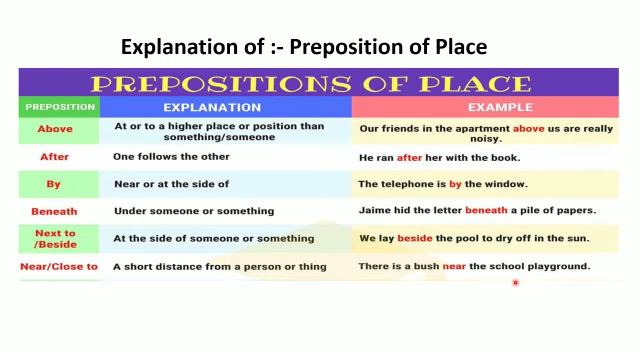 Explanation of :- Preposition of Place
PREPOSITIONS OF PLACE
PREPOSITION EXPLANATION EXAMPLE
Above At or to a higher place or position than something/someone Our friends in the apartment above us are really noisy.
After One follows the other He ran after her with the book.
By Near or at the side of The telephone is by the window.
Beneath Under someone or something Jaime hid the letter beneath a pile of papers.
Next to /Beside At the side of someone or something We lay beside the pool to dry off in the sun.
Near/Close to A short distance from a person or thing There is a bush near the school playground.